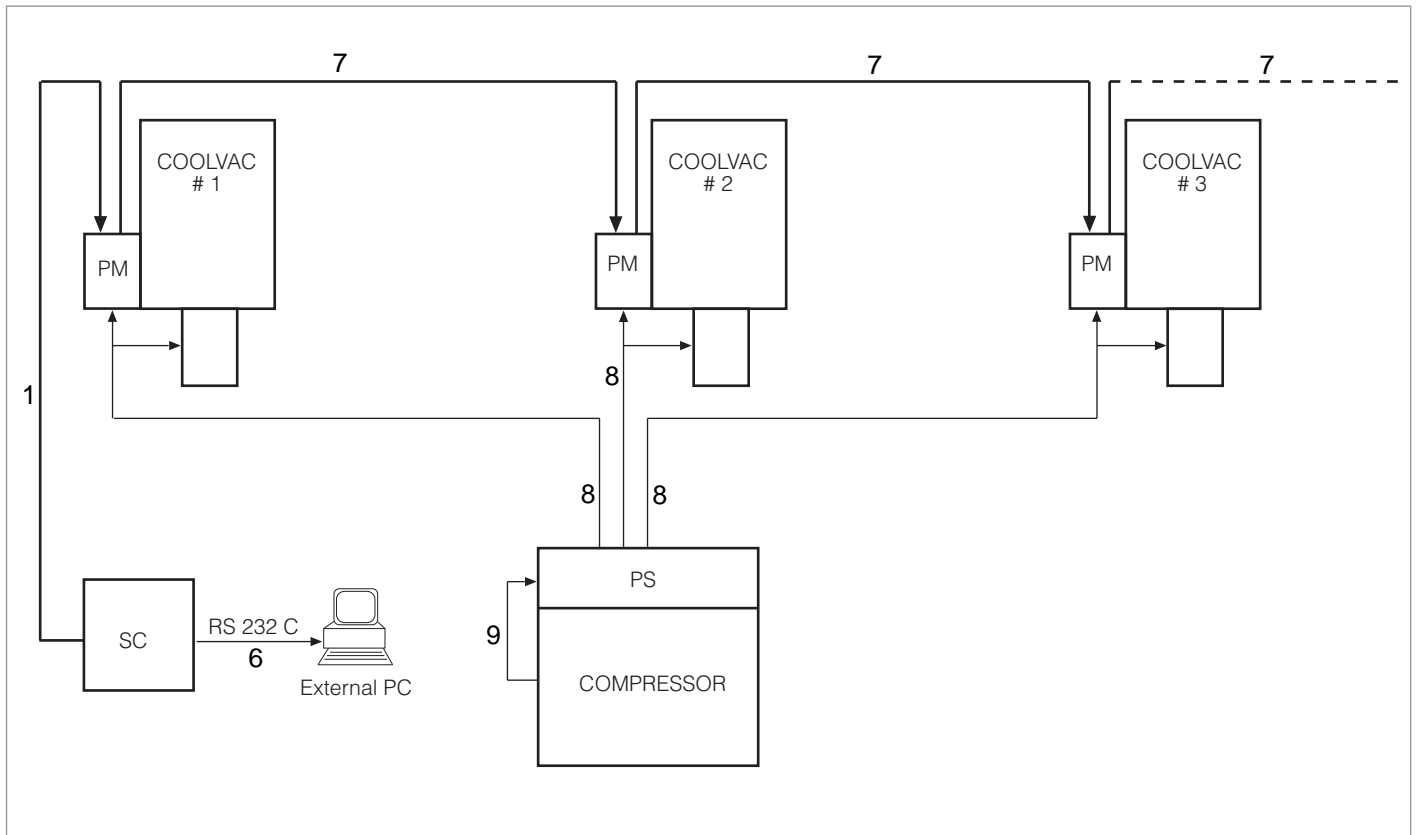 7
7
7
COOLVAC
# 1
COOLVAC
# 2
COOLVAC
# 3
PM
PM
PM
1
8
8
8
PS
SC
RS 232 C
6
External PC
9
COMPRESSOR